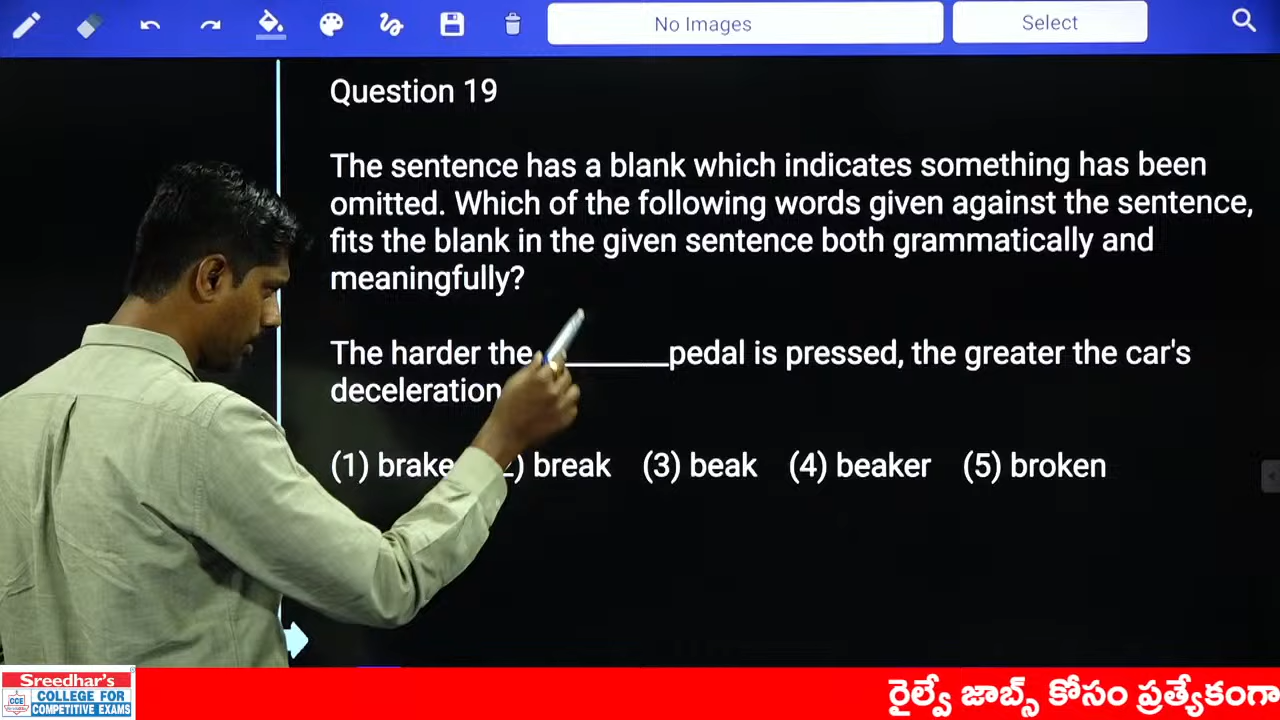 No Images
Select
Question 19
The sentence has a blank which indicates something has been
omitted. Which of the following words given against the sentence,
fits the blank in the given sentence both grammatically and
meaningfully?
The harder the ______pedal is pressed, the greater the car's
deceleration
(1) brake 2) break (3) beak (4) beaker (5) broken
Sreedhar's
CCE
COLLEGE FOR
COMPETITIVE EXAMS
రైల్వే జాబ్స్ కోసం ప్రత్యేకంగా